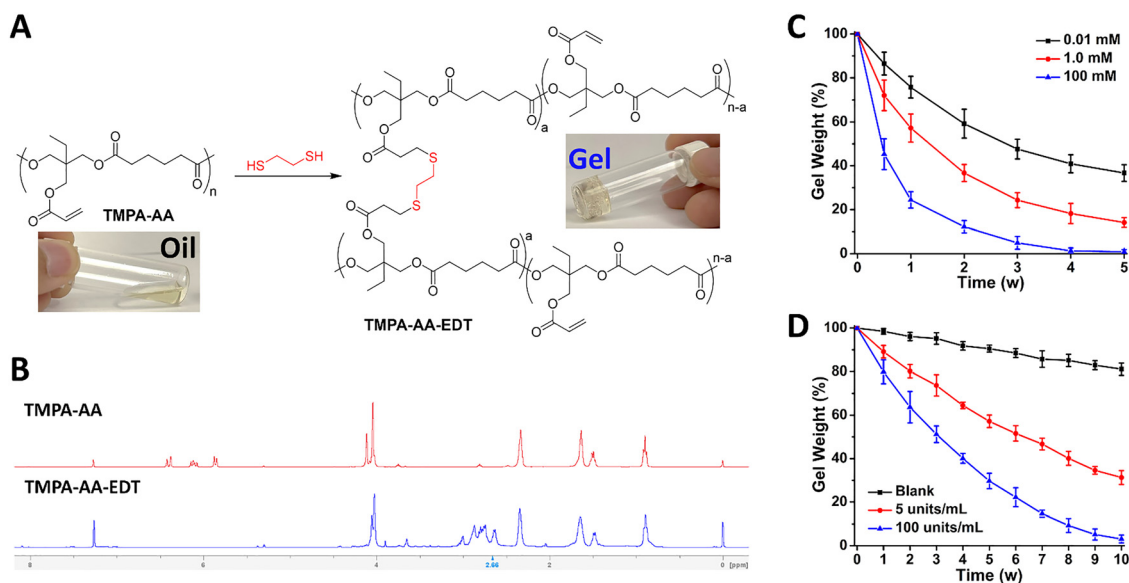 A
TMPA-AA
Oil
HS
SH
TMPA-AA-EDT
Gel
O
O
O
O
n
O
O
a
n-a
S
S
a
n-a
B
TMPA-AA
TMPA-AA-EDT
8
6
4
2.66
2
0
[ppm]
C
Gel Weight (%)
100
80
60
40
20
0
0.01 mM
1.0 mM
100 mM
0 1 2 3 4 5
Time (w)
D
Gel Weight (%)
100
80
60
40
20
0
Blank
5 units/mL
100 units/mL
0 1 2 3 4 5 6 7 8 9 10
Time (w)